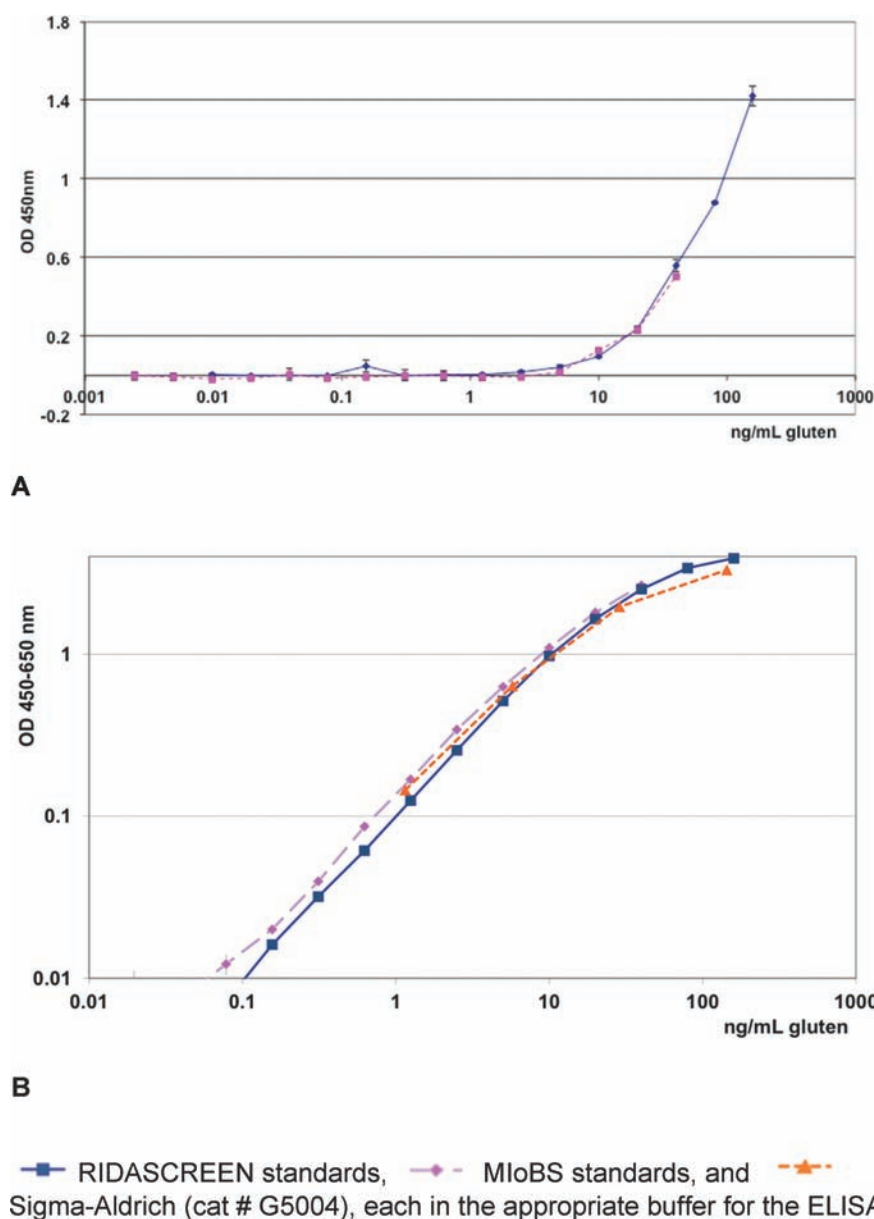 1.8
1.4
1
0.6
0.2
-0.2
OD 450nm
0.001 0.01 0.1 1 10 100 1000
ng/mL gluten
A
OD 450-650 nm
1
0.1
0.01
0.01 0.1 1 10 100 1000
ng/mL gluten
B
RIDASCREEN standards, MIoBS standards, and
Sigma-Aldrich (cat # G5004), each in the appropriate buffer for the ELISA